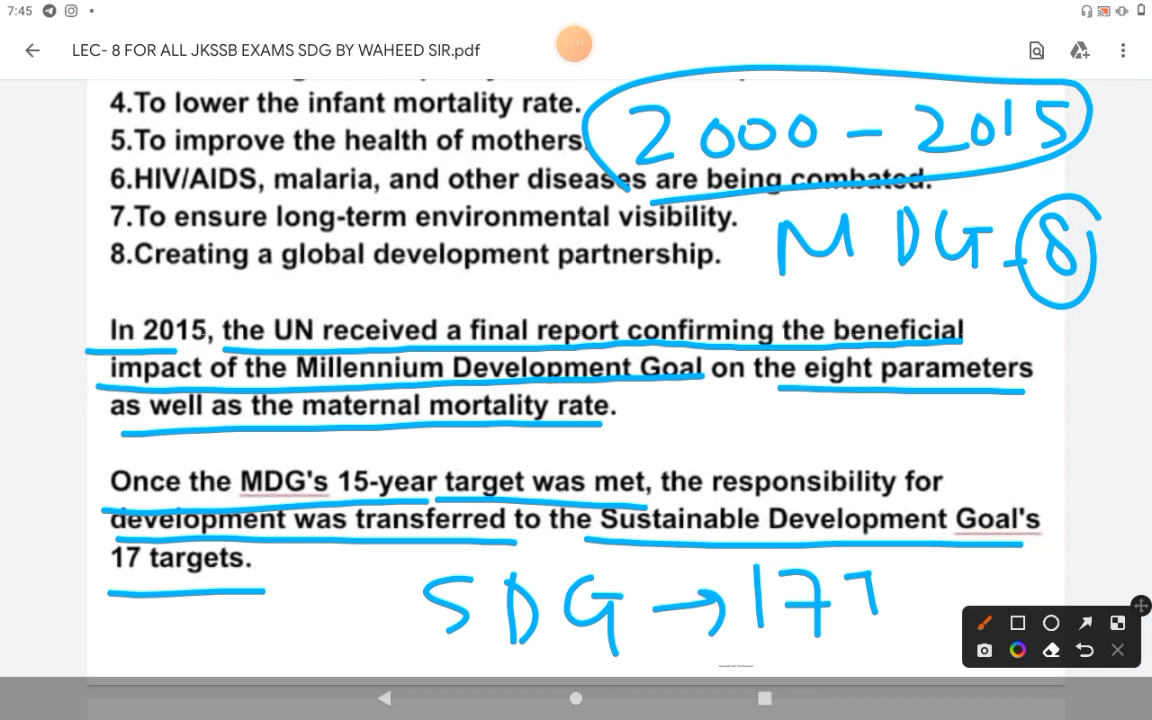 7:45
LEC- 8 FOR ALL JKSSB EXAMS SDG BY WAHEED SIR.pdf
4.To lower the infant mortality rate.
2000 - 2015
5.To improve the health of mothers.
6.HIV/AIDS, malaria, and other diseases are being combated.
7.To ensure long-term environmental visibility.
MDG - 8
8.Creating a global development partnership.
In 2015, the UN received a final report confirming the beneficial
impact of the Millennium Development Goal on the eight parameters
as well as the maternal mortality rate.
Once the MDG's 15-year target was met, the responsibility for
development was transferred to the Sustainable Development Goal's
17 targets.
SDG → 17